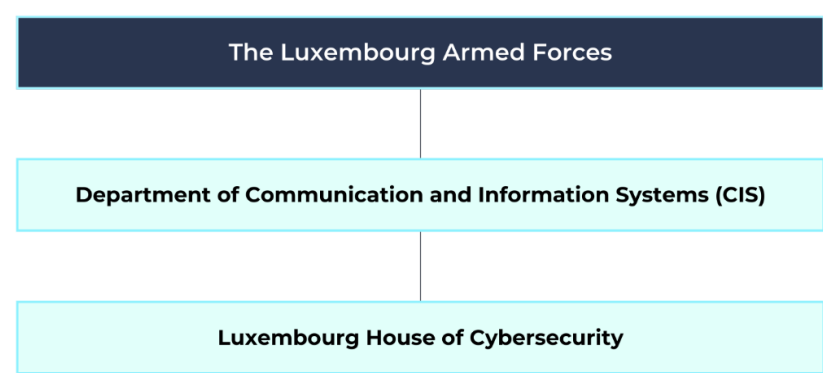 The Luxembourg Armed Forces
Department of Communication and Information Systems (CIS)
Luxembourg House of Cybersecurity